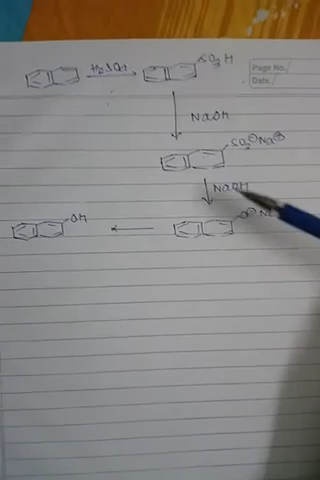 H₂SO₄
SO₃H
Page No.
Date
NaOH
SO₃⊖Na⊕
NaOH
OH